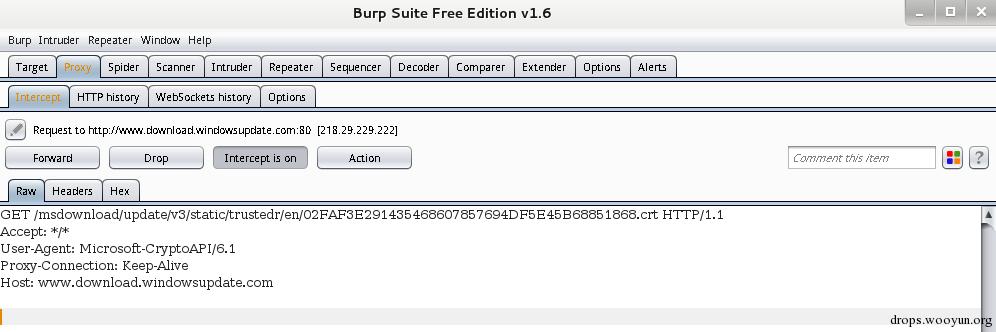 Burp Suite Free Edition v1.6
Burp Intruder Repeater Window Help
Target Proxy Spider Scanner Intruder Repeater Sequencer Decoder Comparer Extender Options Alerts
Intercept HTTP history WebSockets history Options
Request to http://www.download.windowsupdate.com:80 [218.29.229.222]
Forward Drop Intercept is on Action Comment this item ?
Raw Headers Hex
GET /msdownload/update/v3/static/trustedr/en/02FAF3E291435468607857694DF5E45B68851868.crt HTTP/1.1
Accept: */*
User-Agent: Microsoft-CryptoAPI/6.1
Proxy-Connection: Keep-Alive
Host: www.download.windowsupdate.com
drops.wooyun.org